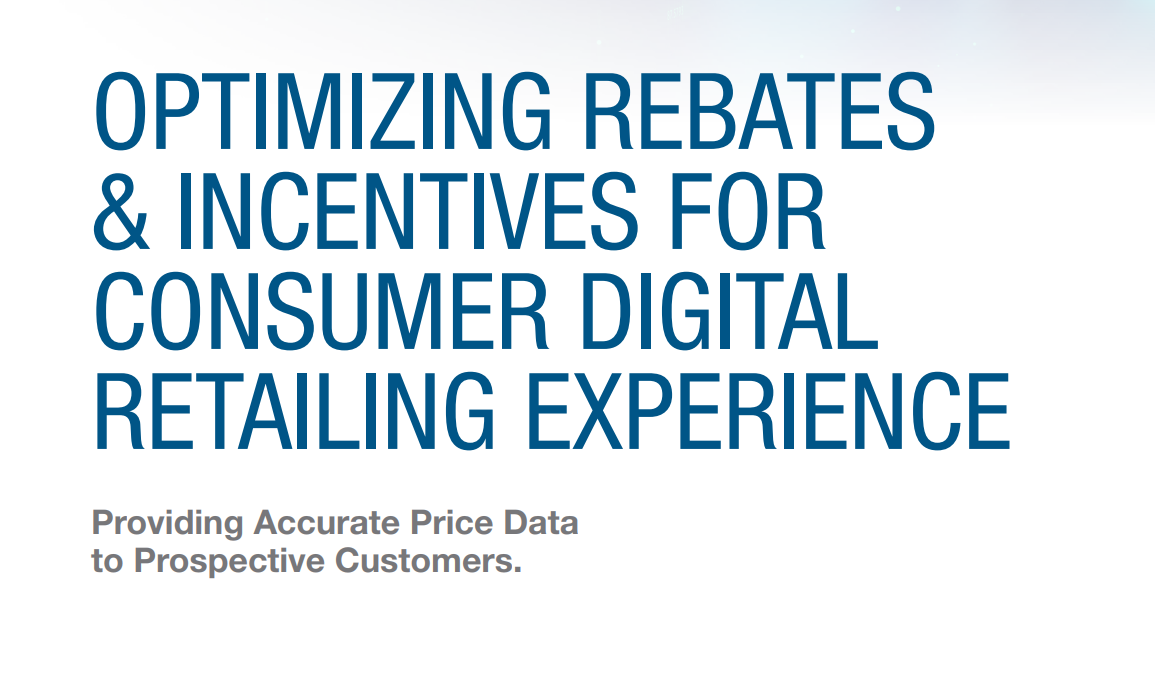 OPTIMIZING REBATES
& INCENTIVES FOR
CONSUMER DIGITAL
RETAILING EXPERIENCE
Providing Accurate Price Data
to Prospective Customers.